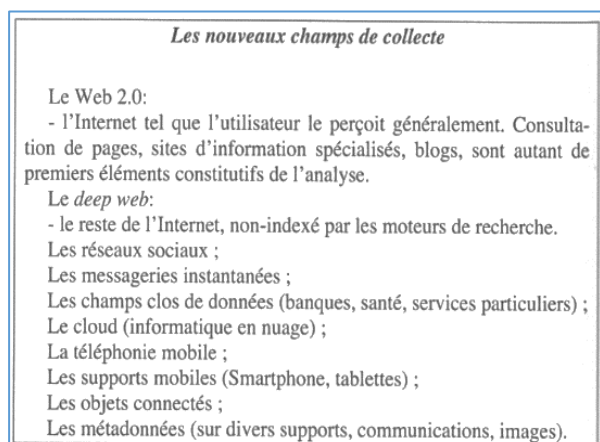 Les nouveaux champs de collecte
Le Web 2.0:
- l'Internet tel que l'utilisateur le perçoit généralement. Consulta-
tion de pages, sites d'information spécialisés, blogs, sont autant de
premiers éléments constitutifs de l'analyse.
Le deep web:
- le reste de l'Internet, non-indexé par les moteurs de recherche.
Les réseaux sociaux ;
Les messageries instantanées ;
Les champs clos de données (banques, santé, services particuliers) ;
Le cloud (informatique en nuage) ;
La téléphonie mobile ;
Les supports mobiles (Smartphone, tablettes) ;
Les objets connectés ;
Les métadonnées (sur divers supports, communications, images).